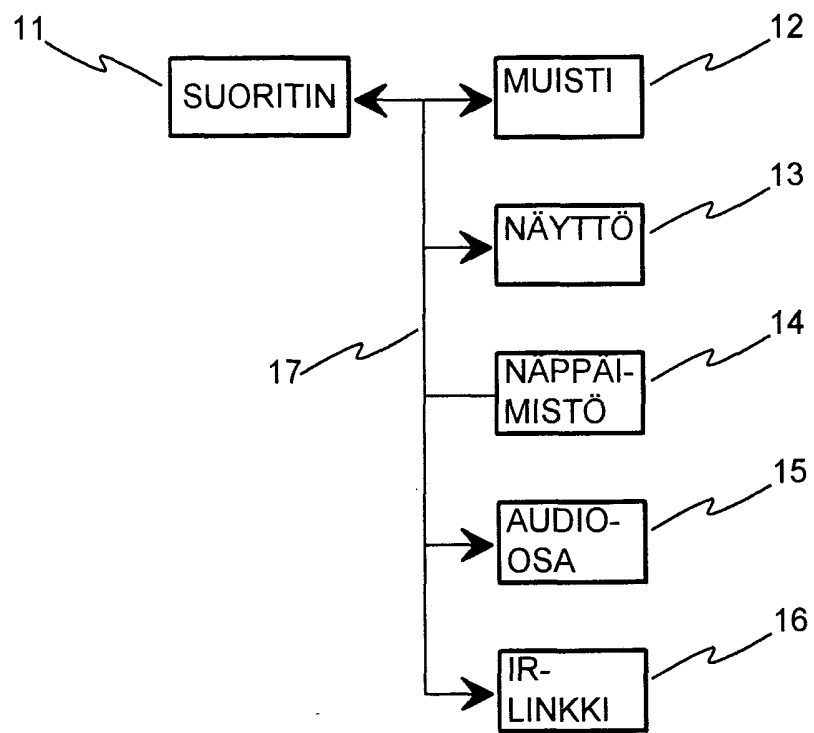 11
SUORITIN
12
MUISTI
13
NÄYTTÖ
17
14
NÄPPÄI-
MISTÖ
15
AUDIO-
OSA
16
IR-
LINKKI